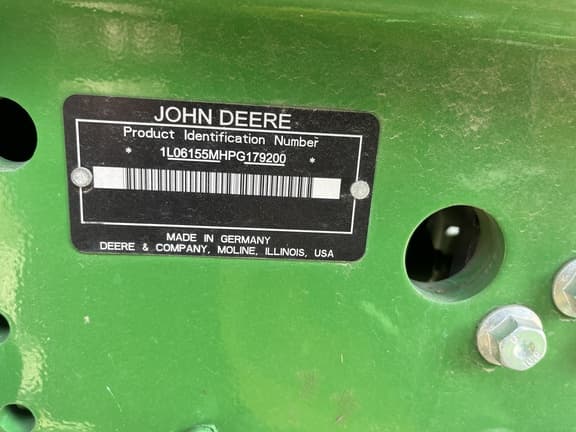 JOHN DEERE
Product Identification Number
* 1L06155MHPG179200 *
MADE IN GERMANY
DEERE & COMPANY, MOLINE, ILLINOIS, USA